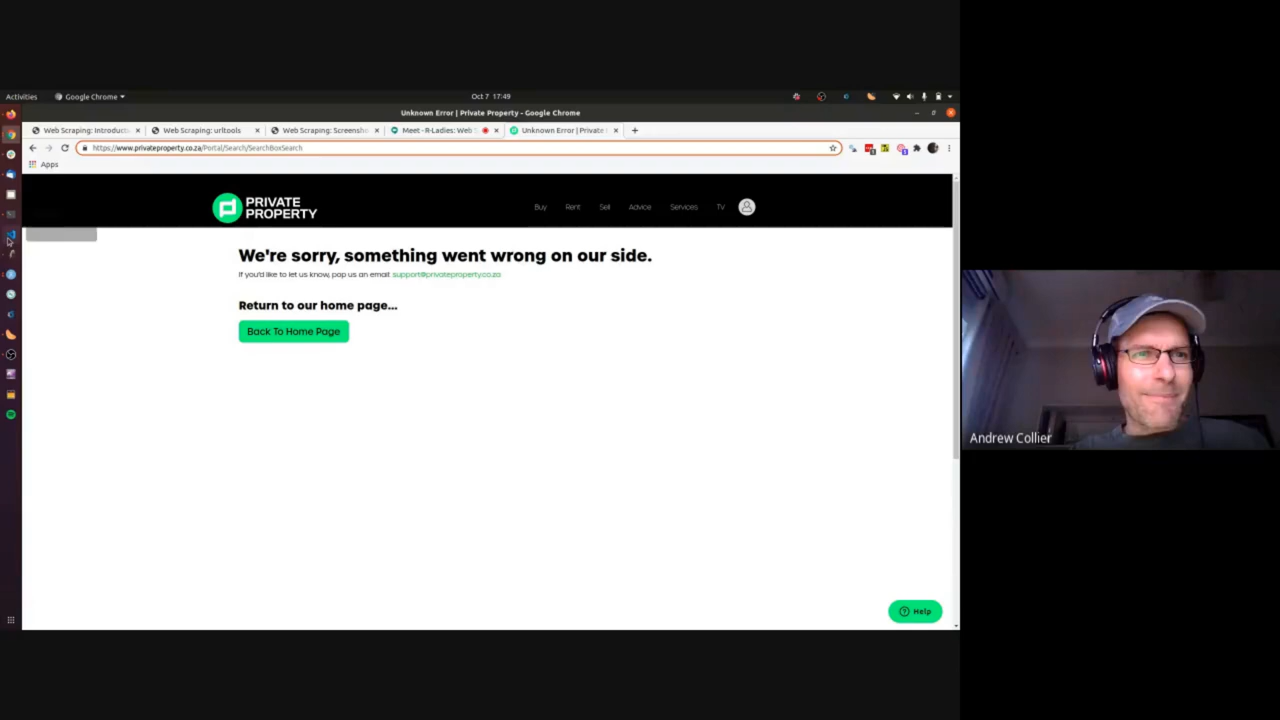 Activities
Google Chrome
Oct 7 17:49
Unknown Error | Private Property - Google Chrome
Web Scraping: Introduct
Web Scraping: urltools
Web Scraping: Screensh
Meet - R-Ladies: Web
Unknown Error | Private
https://www.privateproperty.co.za/Portal/Search/SearchBoxSearch
Apps
PRIVATE
PROPERTY
Buy
Rent
Sell
Advice
Services
TV
We're sorry, something went wrong on our side.
If you'd like to let us know, pop us an email: support@privateproperty.co.za
Return to our home page...
Back To Home Page
Andrew Collier
Help